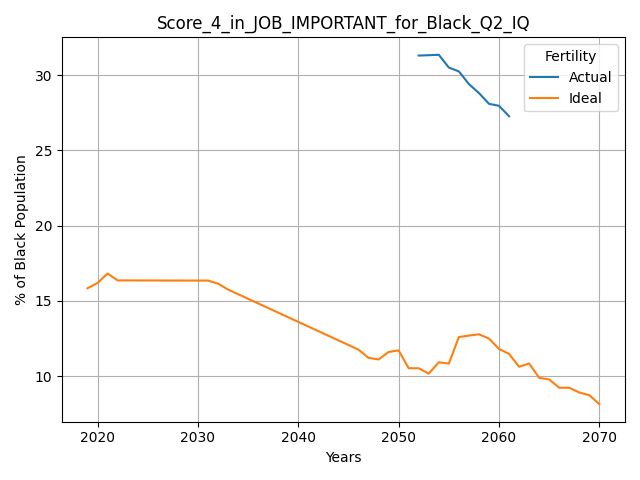 Score_4_in_JOB_IMPORTANT_for_Black_Q2_IQ
Fertility
Actual
Ideal
% of Black Population
30
25
20
15
10
2020 2030 2040 2050 2060 2070
Years